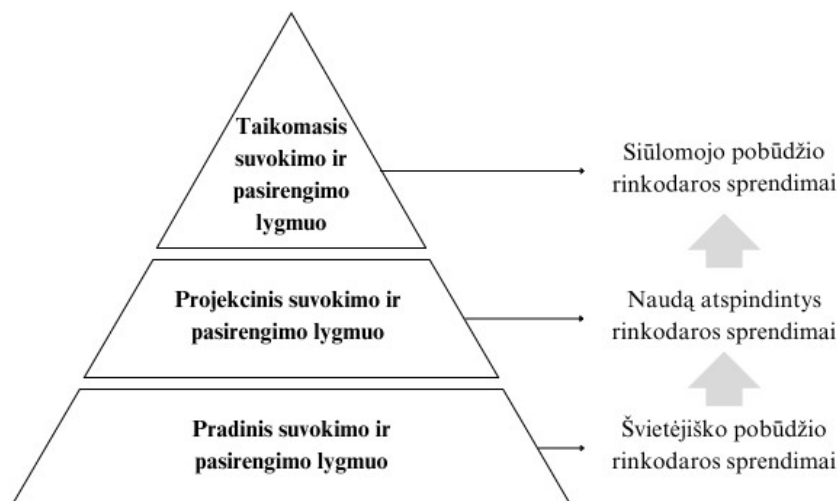 Taikomasis
suvokimo ir
pasirengimo
lygmuo
Siūlomojo pobūdžio
rinkodaros sprendimai
Projekcinis suvokimo ir
pasirengimo lygmuo
Naudą atspindintys
rinkodaros sprendimai
Pradinis suvokimo ir
pasirengimo lygmuo
Švietėjiško pobūdžio
rinkodaros sprendimai